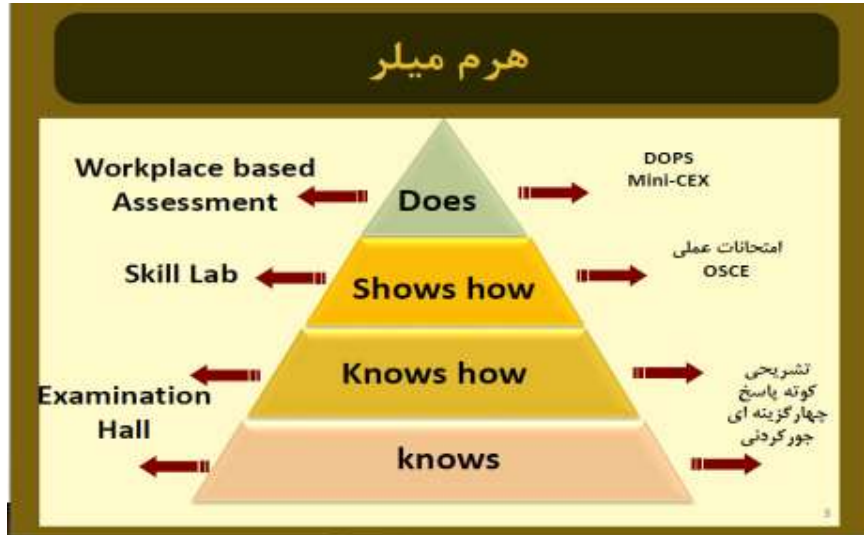 هرم میلر
Workplace based
Assessment
Does
DOPS
Mini-CEX
Skill Lab
Shows how
امتحانات عملی
OSCE
Examination
Hall
Knows how
knows
تشریحی
کوته پاسخ
چهارگزینه ای
جورکردنی
3